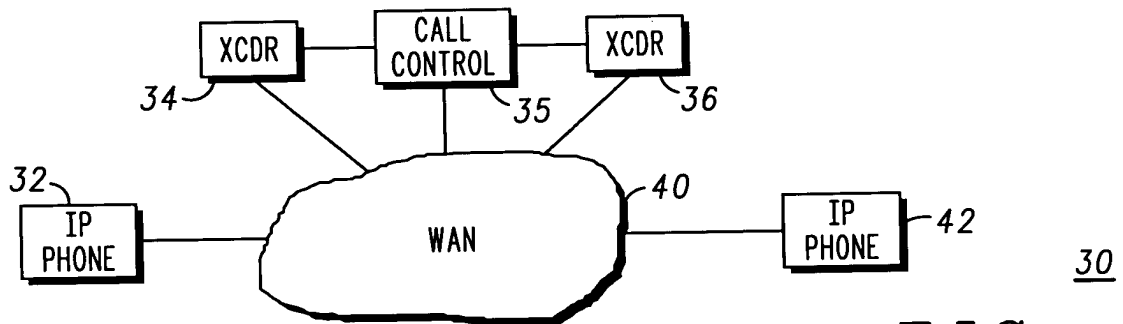 XCDR
CALL
CONTROL
XCDR
34
35
36
32
IP
PHONE
WAN
40
IP
PHONE
42
30